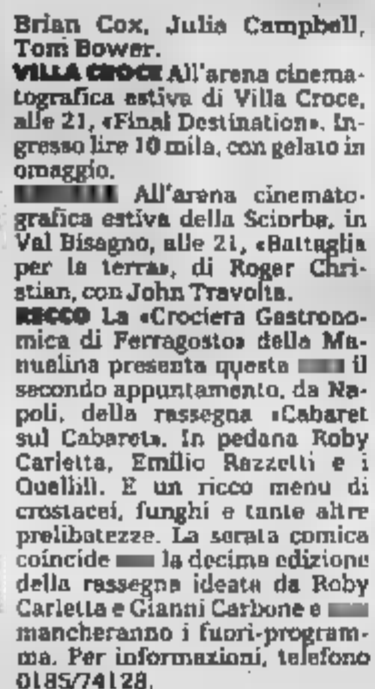 Brian Cox, Julia Campbell,
Tom Bower.
VILLA CROCE All'arena cinema-
tografica estiva di Villa Croce,
alle 21, «Final Destination». In-
gresso lire 10 mila, con gelato in
omaggio.
All'arena cinemato-
grafica estiva della Sciorba, in
Val Bisagno, alle 21, «Battaglia
per la terra», di Roger Chri-
stian, con John Travolta.
RECCO La «Crociera Gastrono-
mica di Ferragosto» della Ma-
nuelina presenta questa il
secondo appuntamento, da Na-
poli, della rassegna «Cabaret
sul Cabaret». In pedana Roby
Carletta, Emilio Razzetti e i
. E un ricco menu di
crostacei, funghi e tante altre
prelibatezze. La serata comica
coincide la decima edizione
della rassegna ideata da Roby
Carletta e Gianni Carbone e
mancheranno i fuori-program-
ma. Per informazioni, telefono
0185/74128.